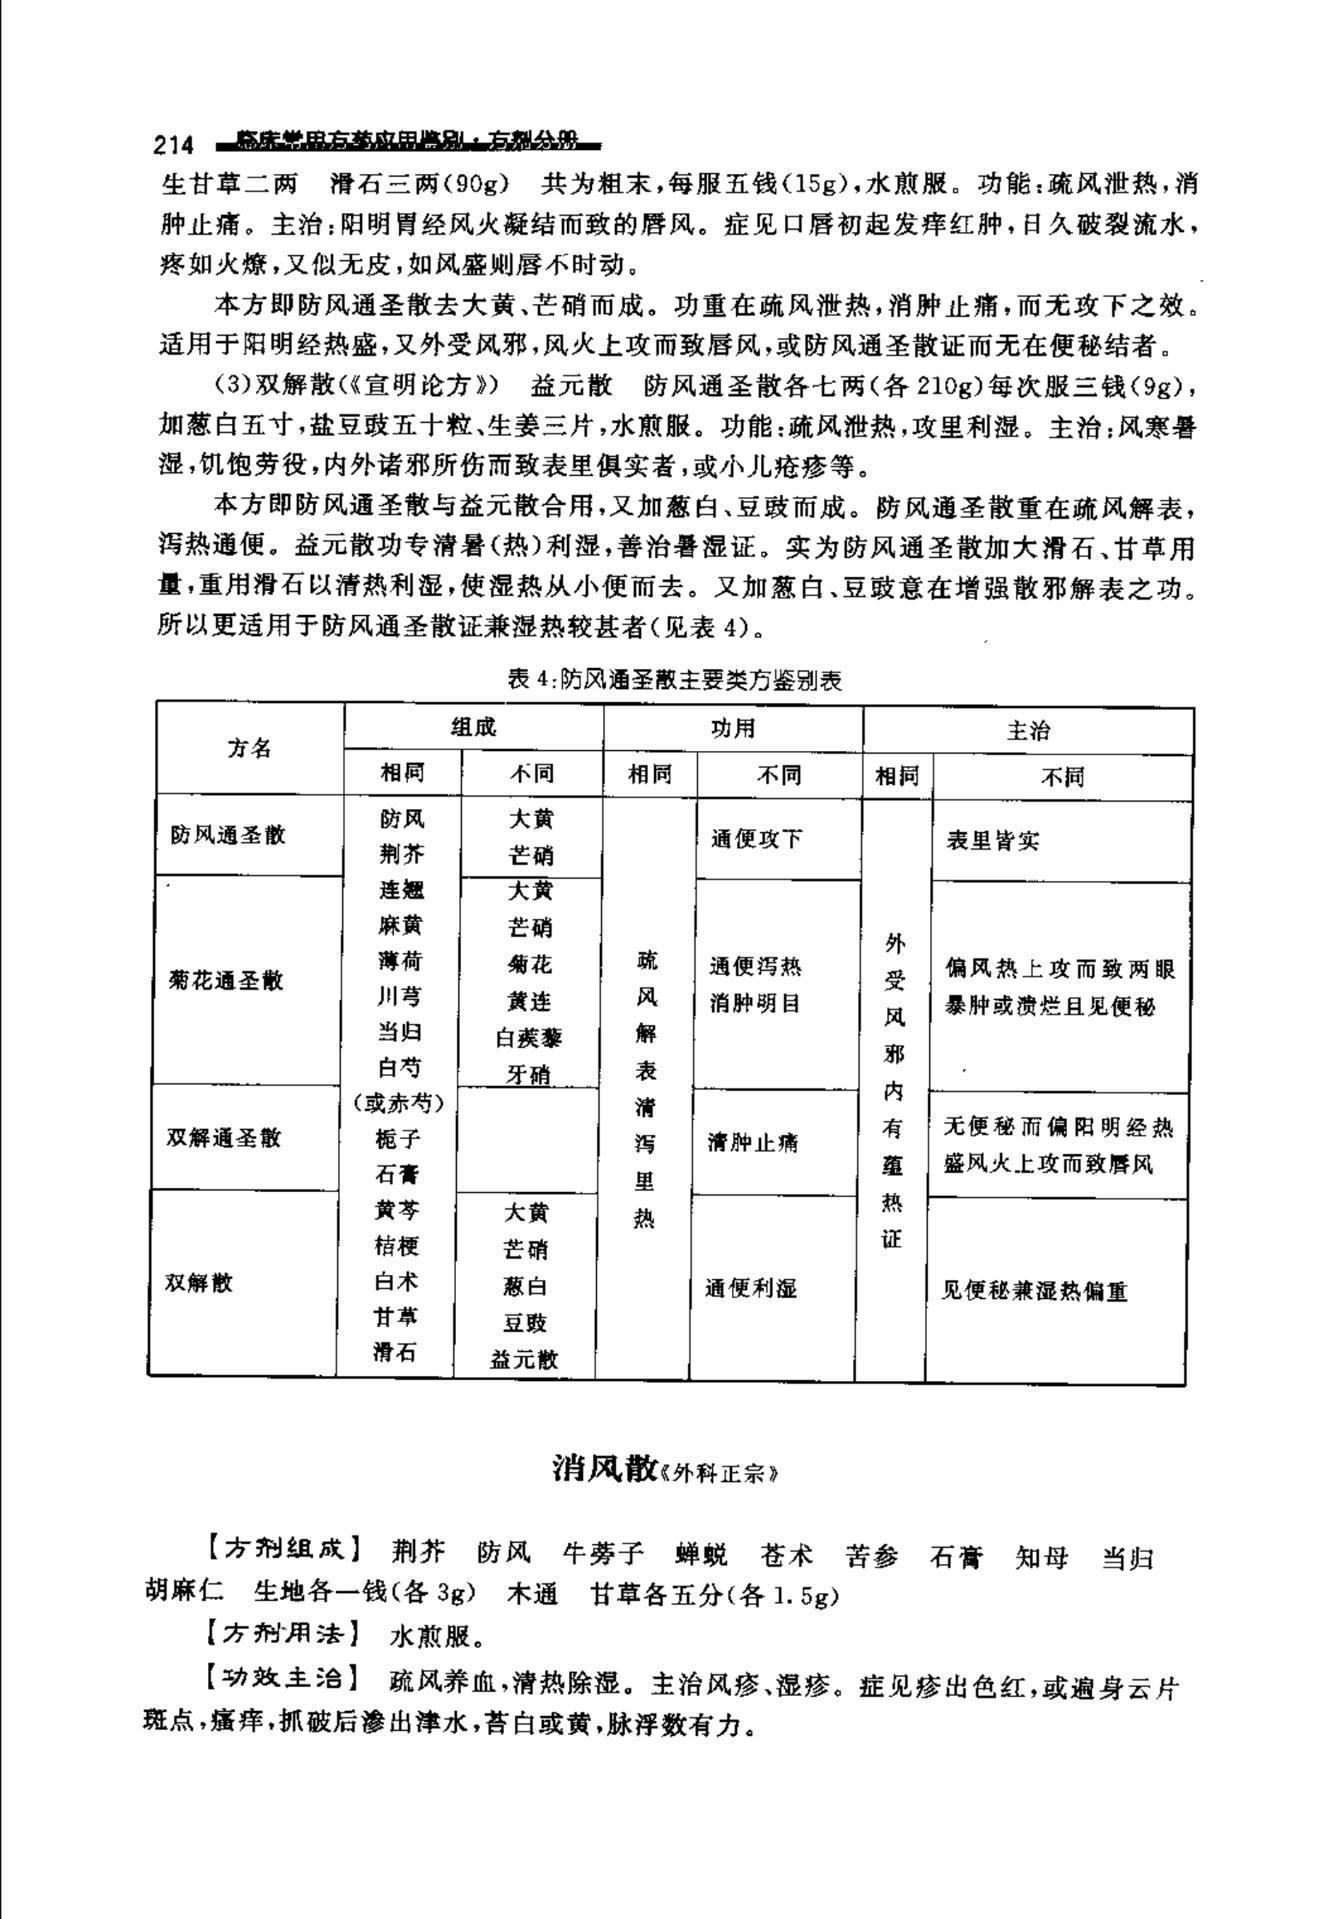 214 临床常用方药应用鉴别·方剂分册
生甘草二两 滑石三两(90g) 共为粗末,每服五钱(15g),水煎服。功能:疏风泄热,消
肿止痛。主治:阳明胃经风火凝结而致的唇风。症见口唇初起发痒红肿,日久破裂流水,
疼如火燎,又似无皮,如风盛则唇不时动。
本方即防风通圣散去大黄、芒硝而成。功重在疏风泄热,消肿止痛,而无攻下之效。
适用于阳明经热盛,又外受风邪,风火上攻而致唇风,或防风通圣散证而无在便秘结者。
(3)双解散(《宣明论方》) 益元散 防风通圣散各七两(各210g)每次服三钱(9g),
加葱白五寸,盐豆豉五十粒、生姜三片,水煎服。功能:疏风泄热,攻里利湿。主治:风寒暑
湿,饥饱劳役,内外诸邪所伤而致表里俱实者,或小儿疮疹等。
本方即防风通圣散与益元散合用,又加葱白、豆豉而成。防风通圣散重在疏风解表,
泻热通便。益元散功专清暑(热)利湿,善治暑湿证。实为防风通圣散加大滑石、甘草用
量,重用滑石以清热利湿,使湿热从小便而去。又加葱白、豆豉意在增强散邪解表之功。
所以更适用于防风通圣散证兼湿热较甚者(见表4)。
表4:防风通圣散主要类方鉴别表
方名 组成 功用 主治
相同 不同 相同 不同 相同 不同
防风通圣散
菊花通圣散
双解通圣散
双解散
防风
荆芥
连翘
麻黄
薄荷
川芎
当归
白芍
(或赤芍)
栀子
石膏
黄芩
桔梗
白术
甘草
滑石
大黄
芒硝
大黄
芒硝
菊花
黄连
白蒺藜
牙硝
大黄
芒硝
葱白
豆豉
益元散
疏
风
解
表
清
泻
里
热
通便攻下
通便泻热
消肿明目
清肿止痛
通便利湿
外
受
风
邪
内
有
蕴
热
证
表里皆实
偏风热上攻而致两眼
暴肿或溃烂且见便秘
无便秘而偏阳明经热
盛风火上攻而致唇风
见便秘兼湿热偏重
消风散《外科正宗》
【方剂组成】 荆芥 防风 牛蒡子 蝉蜕 苍术 苦参 石膏 知母 当归
胡麻仁 生地各一钱(各3g) 木通 甘草各五分(各1.5g)
【方剂用法】 水煎服。
【功效主治】 疏风养血,清热除湿。主治风疹、湿疹。症见疹出色红,或遍身云片
斑点,瘙痒,抓破后渗出津水,苔白或黄,脉浮数有力。